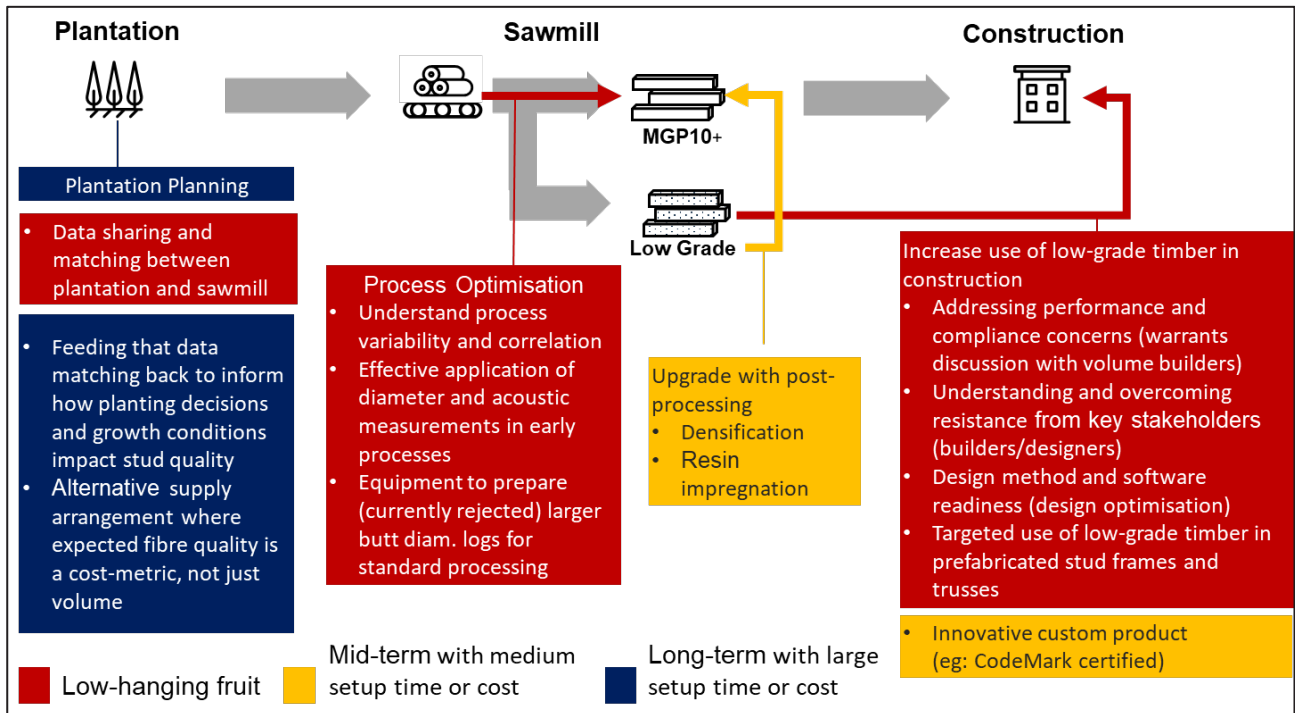 Plantation
Sawmill
Construction
MGP10+
Low Grade
Plantation Planning
• Data sharing and
matching between
plantation and sawmill
• Feeding that data
matching back to inform
how planting decisions
and growth conditions
impact stud quality
• Alternative supply
arrangement where
expected fibre quality is
a cost-metric, not just
volume
Process Optimisation
• Understand process
variability and correlation
• Effective application of
diameter and acoustic
measurements in early
processes
• Equipment to prepare
(currently rejected) larger
butt diam. logs for
standard processing
Upgrade with post-
processing
• Densification
• Resin
impregnation
Increase use of low-grade timber in
construction
• Addressing performance and
compliance concerns (warrants
discussion with volume builders)
• Understanding and overcoming
resistance from key stakeholders
(builders/designers)
• Design method and software
readiness (design optimisation)
• Targeted use of low-grade timber in
prefabricated stud frames and
trusses
• Innovative custom product
(eg: CodeMark certified)
Low-hanging fruit
Mid-term with medium
setup time or cost
Long-term with large
setup time or cost